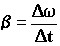 β = Δω / Δt